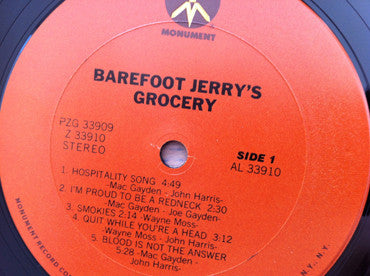 MONUMENT
BAREFOOT JERRY'S
GROCERY
PZG 33909
Z 33910
STEREO
SIDE 1
AL 33910
1. HOSPITALITY SONG 4:49
-Mac Gayden - John Harris-
2. I'M PROUD TO BE A REDNECK 2:30
-Mac Gayden - Joe Gayden-
3. SMOKIES 2:14 -Wayne Moss-
4. QUIT WHILE YOU'RE A HEAD 3:12
-Wayne Moss - John Harris-
5. BLOOD IS NOT THE ANSWER
5:28 -Mac Gayden-
John Harris-
MONUMENT RECORD CO
N.Y., N.Y.